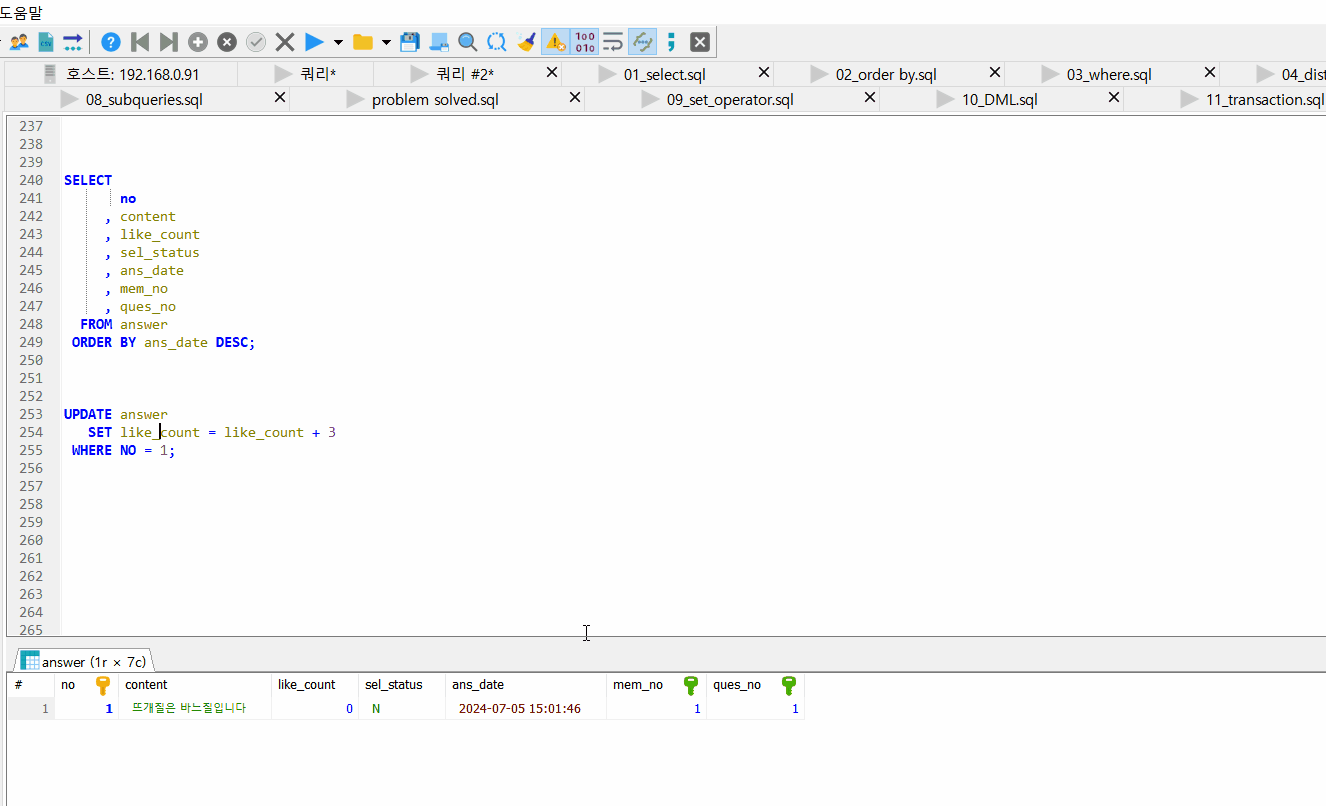 도움말
호스트: 192.168.0.91 쿼리* 쿼리 #2* 01_select.sql 02_order by.sql 03_where.sql 04_dist
08_subqueries.sql problem solved.sql 09_set_operator.sql 10_DML.sql 11_transaction.sql
237
238
239
240 SELECT
241 no
242 , content
243 , like_count
244 , sel_status
245 , ans_date
246 , mem_no
247 , ques_no
248 FROM answer
249 ORDER BY ans_date DESC;
250
251
252
253 UPDATE answer
254 SET like_count = like_count + 3
255 WHERE NO = 1;
256
257
258
259
260
261
262
263
264
265
answer (1r × 7c)
# no content like_count sel_status ans_date mem_no ques_no
1 1 뜨개질은 바느질입니다 0 N 2024-07-05 15:01:46 1 1